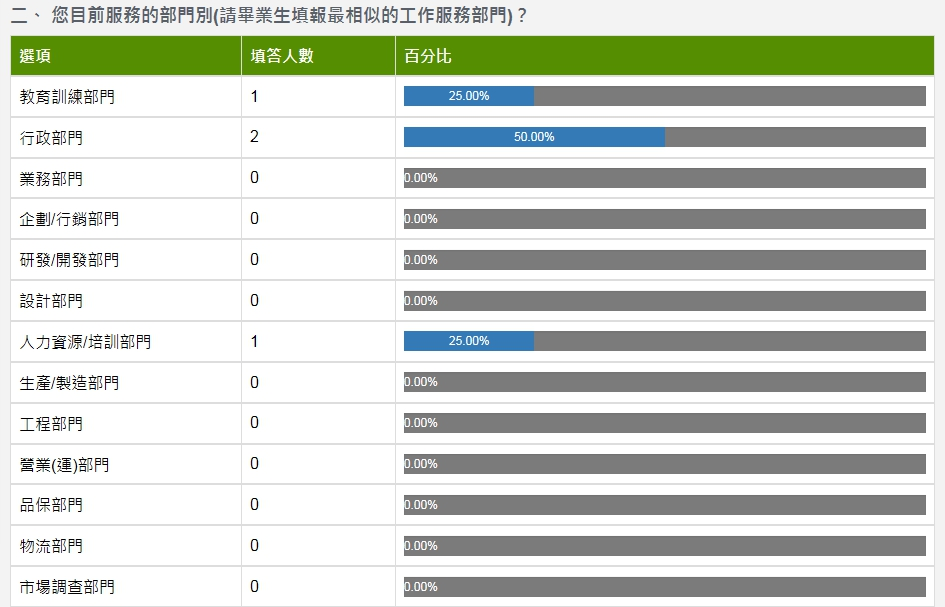 二、 您目前服務的部門別(請畢業生填報最相似的工作服務部門)？
選項 填答人數 百分比
教育訓練部門 1 25.00%
行政部門 2 50.00%
業務部門 0 0.00%
企劃/行銷部門 0 0.00%
研發/開發部門 0 0.00%
設計部門 0 0.00%
人力資源/培訓部門 1 25.00%
生產/製造部門 0 0.00%
工程部門 0 0.00%
營業(運)部門 0 0.00%
品保部門 0 0.00%
物流部門 0 0.00%
市場調查部門 0 0.00%